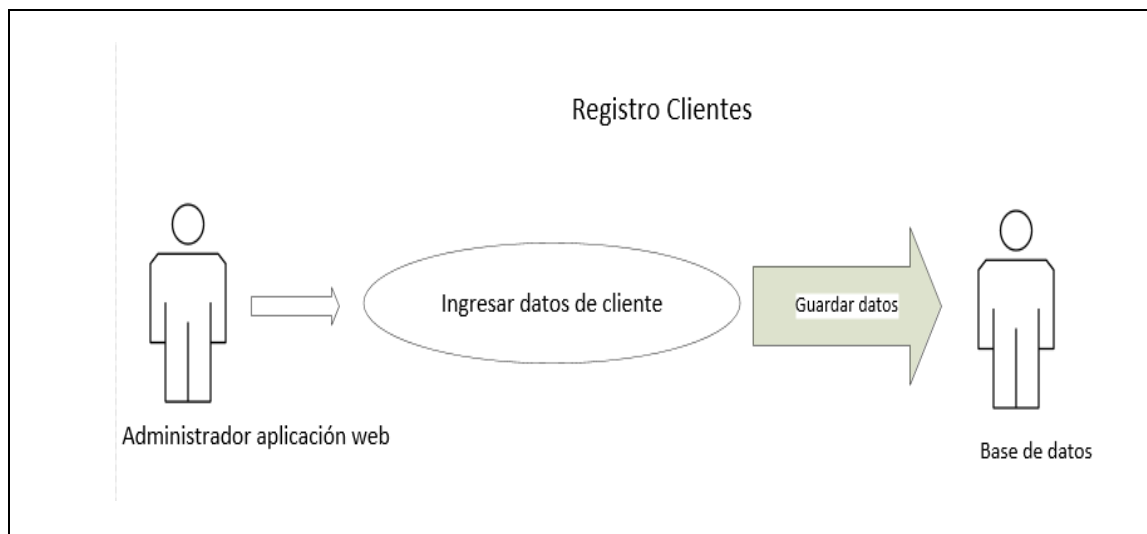 Registro Clientes
Ingresar datos de cliente
Guardar datos
Administrador aplicación web
Base de datos